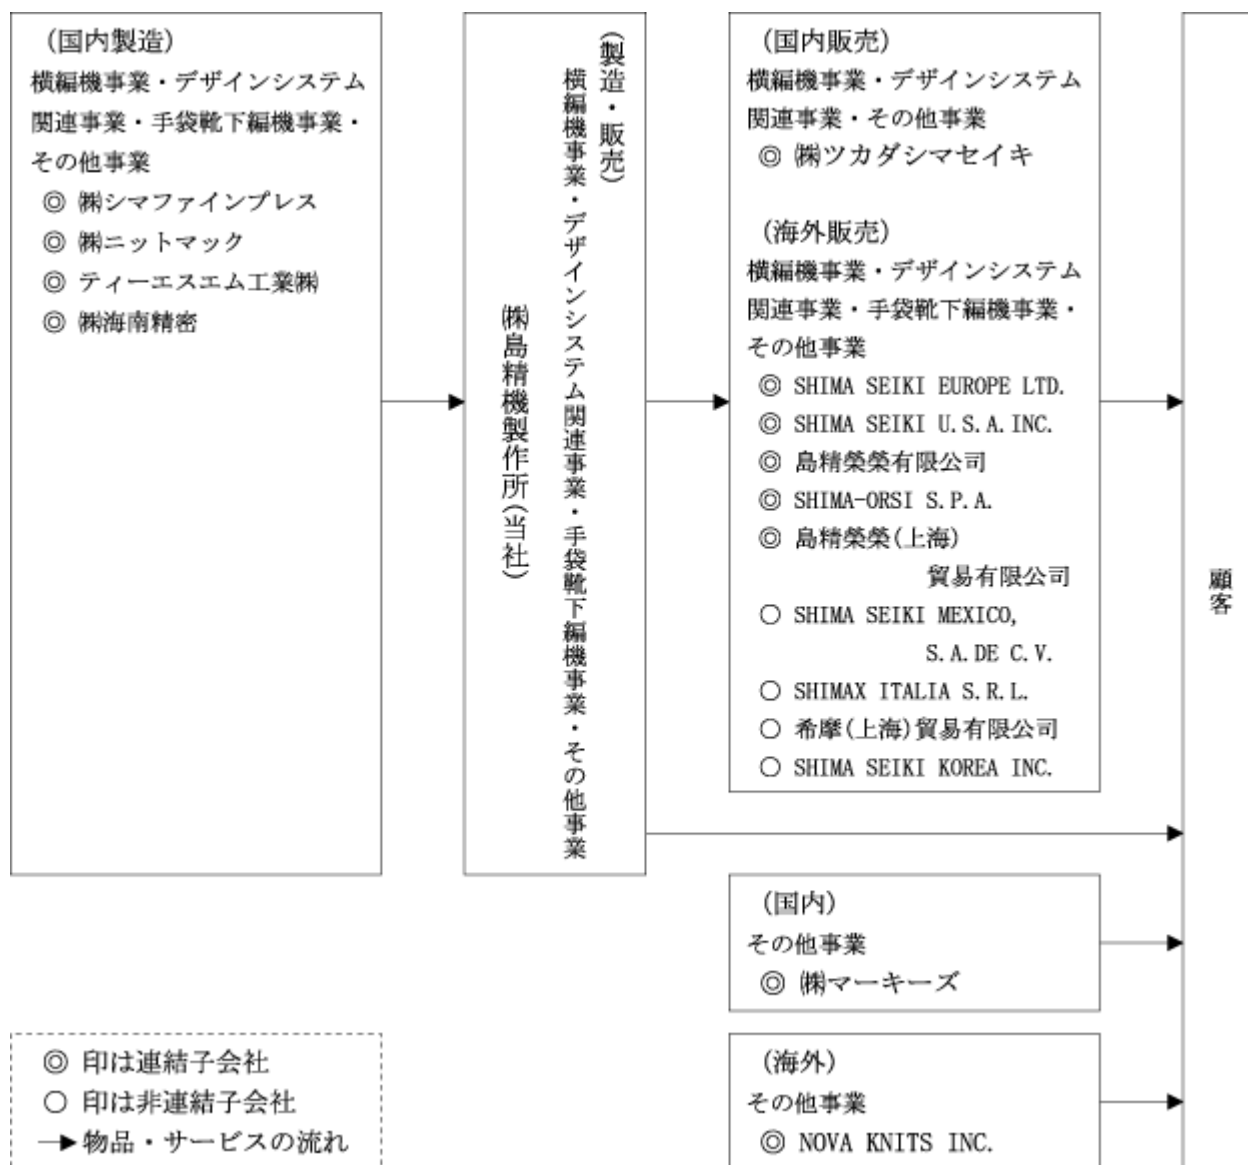 (国内製造)
横編機事業・デザインシステム
関連事業・手袋靴下編機事業・
その他事業
◎ ㈱シマファインプレス
◎ ㈱ニットマック
◎ ティーエスエム工業㈱
◎ ㈱海南精密
(製造・販売)
横編機事業・デザインシステム関連事業・手袋靴下編機事業・その他事業
㈱島精機製作所(当社)
(国内販売)
横編機事業・デザインシステム
関連事業・その他事業
◎ ㈱ツカダシマセイキ
(海外販売)
横編機事業・デザインシステム
関連事業・手袋靴下編機事業・
その他事業
◎ SHIMA SEIKI EUROPE LTD.
◎ SHIMA SEIKI U.S.A.INC.
◎ 島精榮榮有限公司
◎ SHIMA-ORSI S.P.A.
◎ 島精榮榮(上海)
貿易有限公司
○ SHIMA SEIKI MEXICO,
S.A.DE C.V.
○ SHIMAX ITALIA S.R.L.
○ 希摩(上海)貿易有限公司
○ SHIMA SEIKI KOREA INC.
(国内)
その他事業
◎ ㈱マーキーズ
(海外)
その他事業
◎ NOVA KNITS INC.
顧客
◎ 印は連結子会社
○ 印は非連結子会社
→ 物品・サービスの流れ